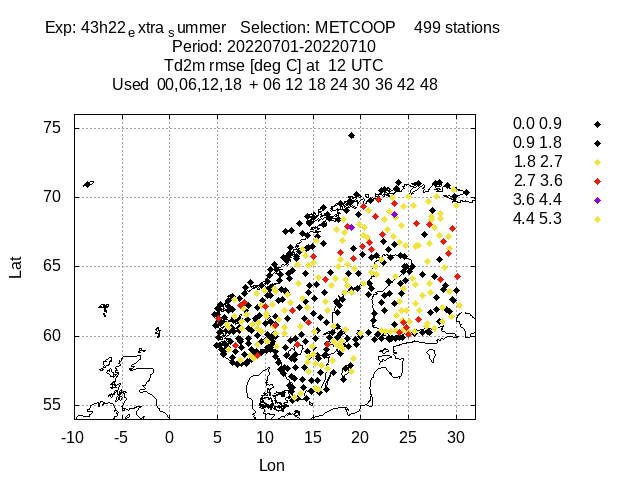 Exp: 43h22extrasummer   Selection: METCOOP    499 stations
Period: 20220701-20220710
Td2m rmse [deg C] at  12 UTC
Used  00,06,12,18  + 06 12 18 24 30 36 42 48
75
70
65
60
55
Lat
-10 -5 0 5 10 15 20 25 30
Lon
0.0 0.9
0.9 1.8
1.8 2.7
2.7 3.6
3.6 4.4
4.4 5.3